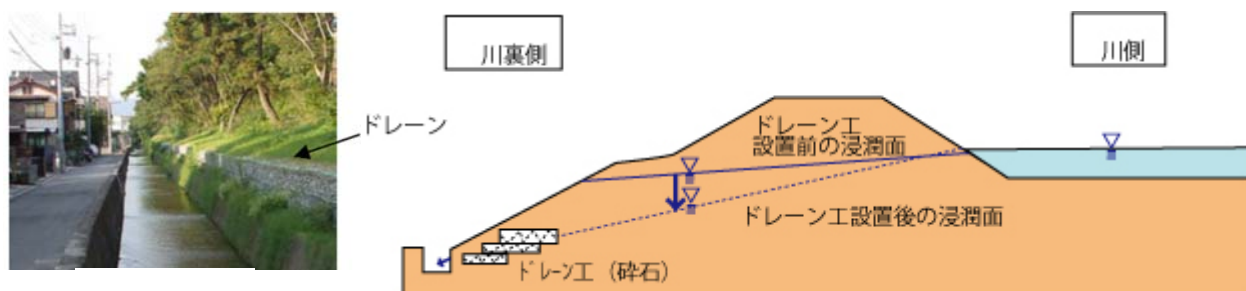 川裏側
川側
ドレーン
ドレーン工
設置前の浸潤面
ドレーン工設置後の浸潤面
ドレーン工（砕石）